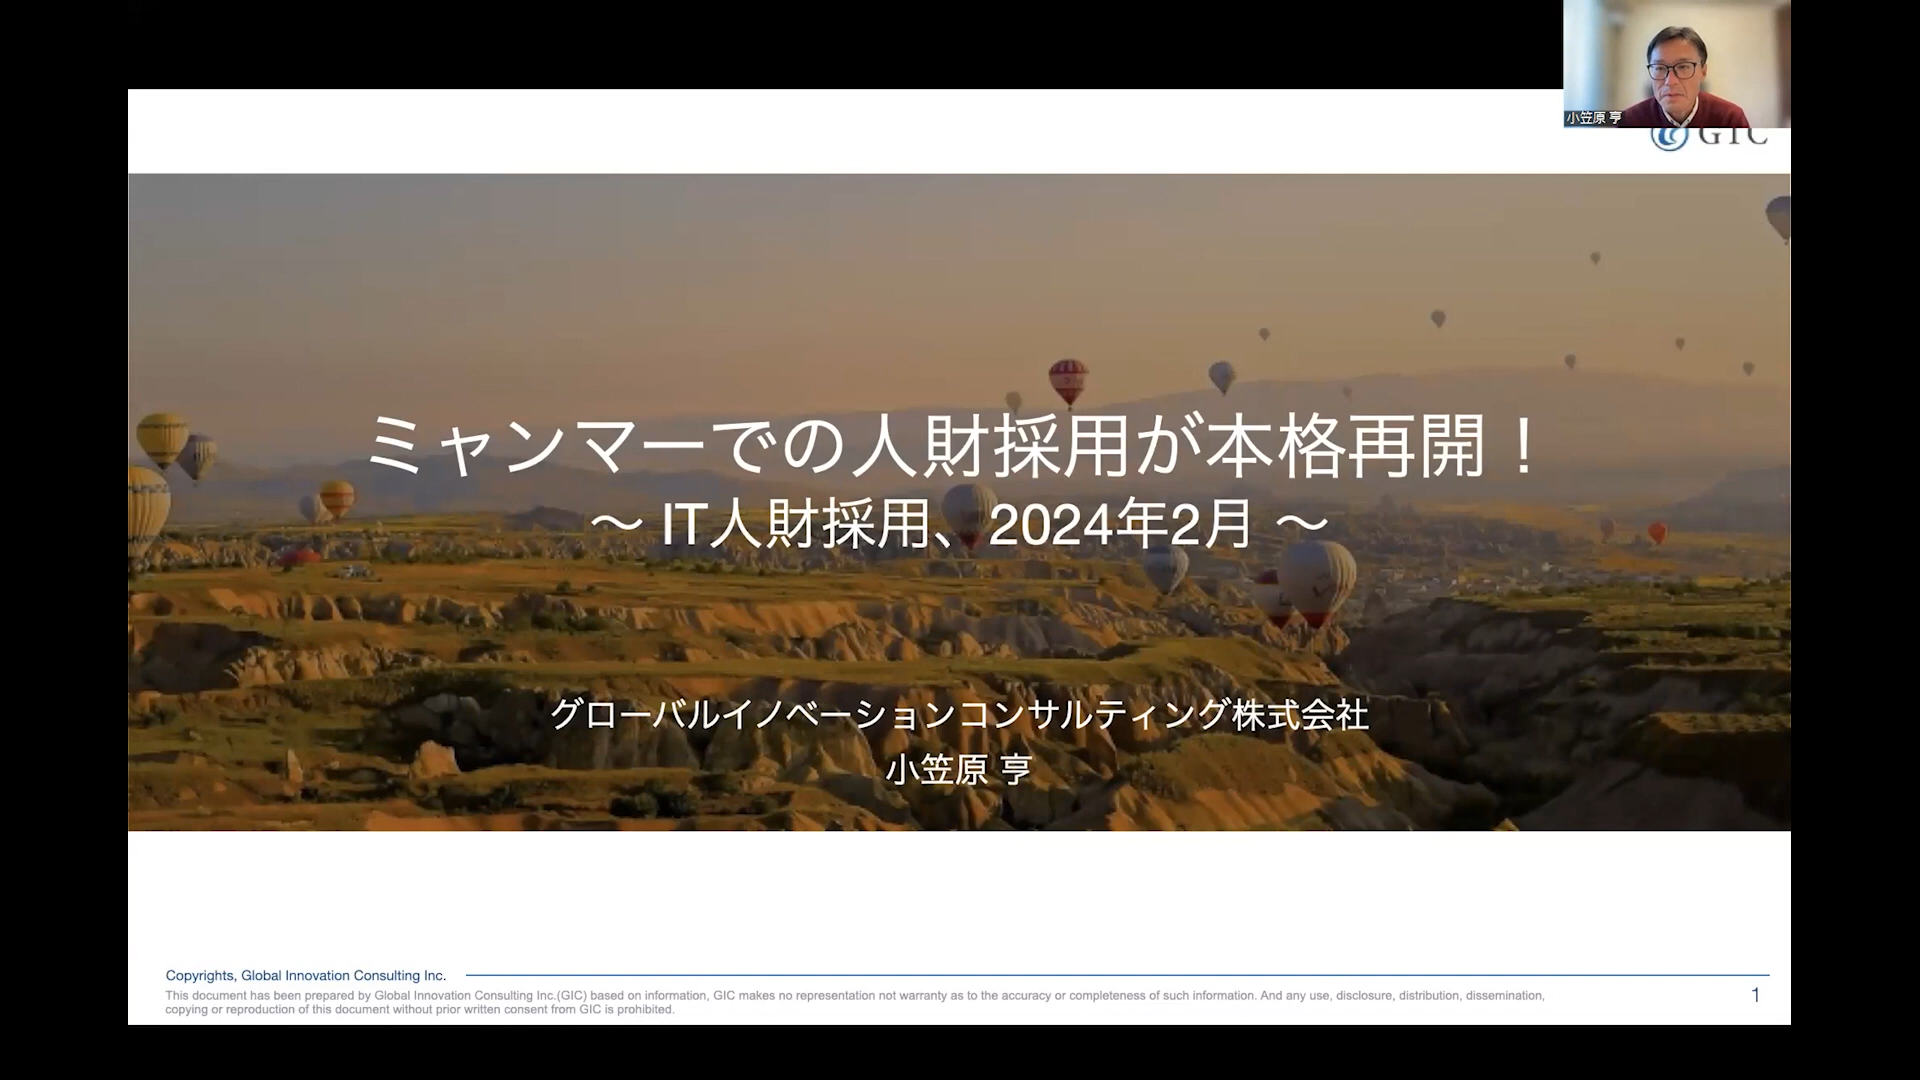 小笠原 亨
GIC
ミャンマーでの人財採用が本格再開！
～ IT人財採用、2024年2月 ～
グローバルイノベーションコンサルティング株式会社
小笠原 亨
Copyrights, Global Innovation Consulting Inc.
This document has been prepared by Global Innovation Consulting Inc.(GIC) based on information, GIC makes no representation not warranty as to the accuracy or completeness of such information. And any use, disclosure, distribution, dissemination,
copying or reproduction of this document without prior written consent from GIC is prohibited.
1